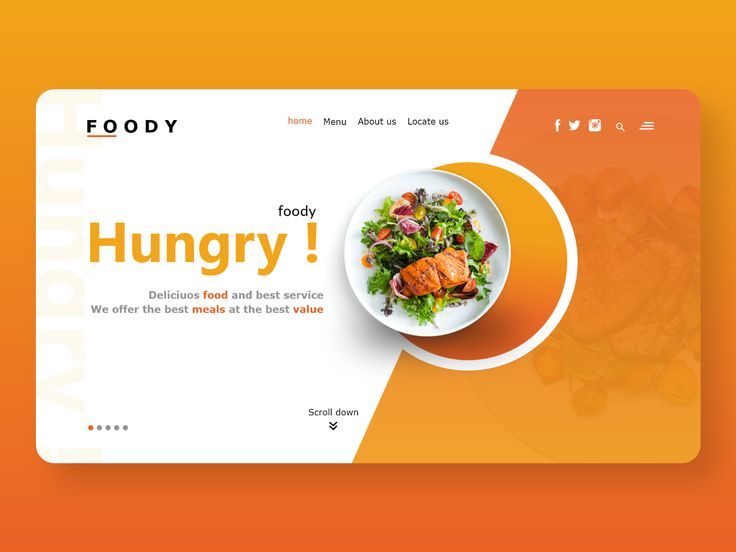 FOODY
home Menu About us Locate us
foody
Hungry !
Deliciuos food and best service
We offer the best meals at the best value
Scroll down
Hungry !